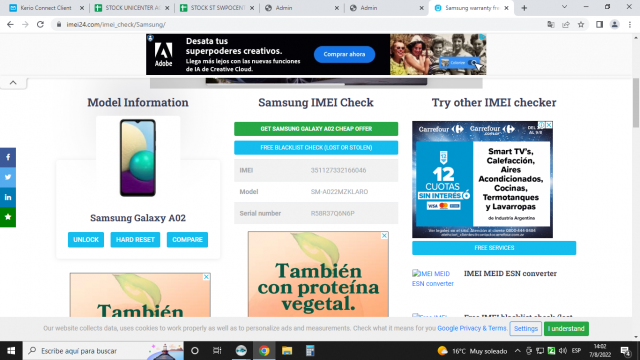 Kerio Connect Client
STOCK UNICENTER A
STOCK ST SWPOCEN
Admin
Admin
Samsung warranty fre
imei24.com/imei_check/Samsung/
Adobe
Desata tus
superpoderes creativos.
Llega más lejos con las nuevas funciones
de IA de Creative Cloud.
Comprar ahora
Model Information
Samsung Galaxy A02
UNLOCK
HARD RESET
COMPARE
También
Samsung IMEI Check
GET SAMSUNG GALAXY A02 CHEAP OFFER
FREE BLACKLIST CHECK (LOST OR STOLEN)
IMEI 351127332166046
Model SM-A022MZKLARO
Serial number R58R37Q6N6P
También
con proteína
vegetal.
Try other IMEI checker
Carrefour
Carrefour
12
CUOTAS
SIN INTERÉS
VISA
Smart TV's,
Calefacción,
Aires
Acondicionados,
Cocinas,
Termotanques
y Lavarropas
de Industria Argentina
FREE SERVICES
IMEI MEID
ESN converter
IMEI MEID ESN converter
Our website collects data, uses cookies to work properly as well as to personalize ads and measurements. Check what it means for you Google Privacy & Terms.
Settings
I understand
Escribe aquí para buscar
16°C Muy soleado
ESP
14:02
7/8/2022